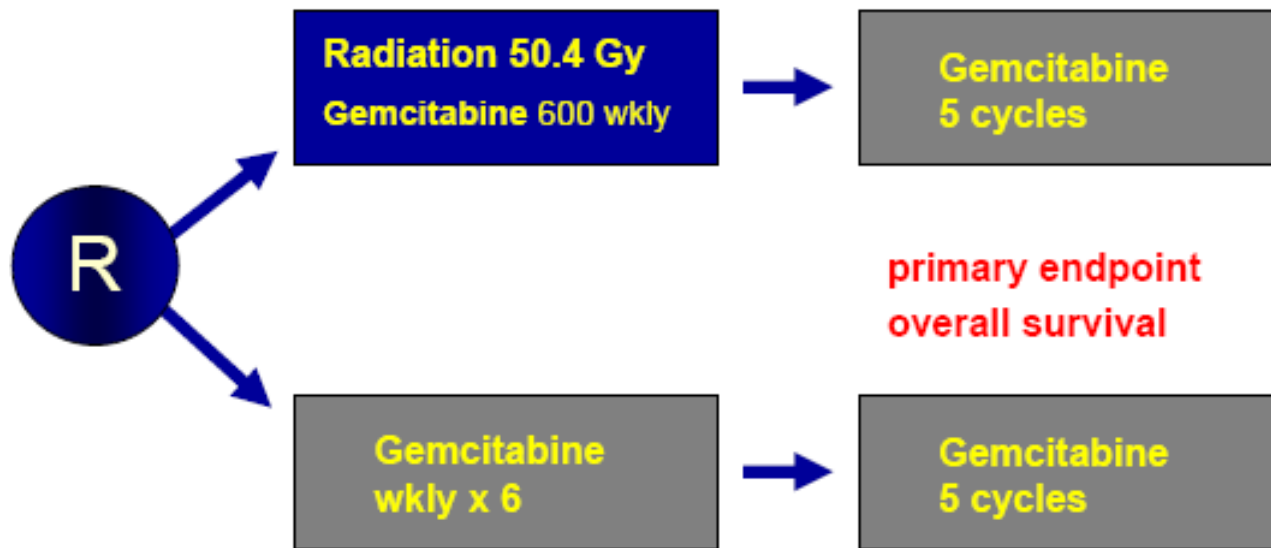 Radiation 50.4 Gy
Gemcitabine 600 wkly
Gemcitabine
5 cycles
R
primary endpoint
overall survival
Gemcitabine
wkly x 6
Gemcitabine
5 cycles